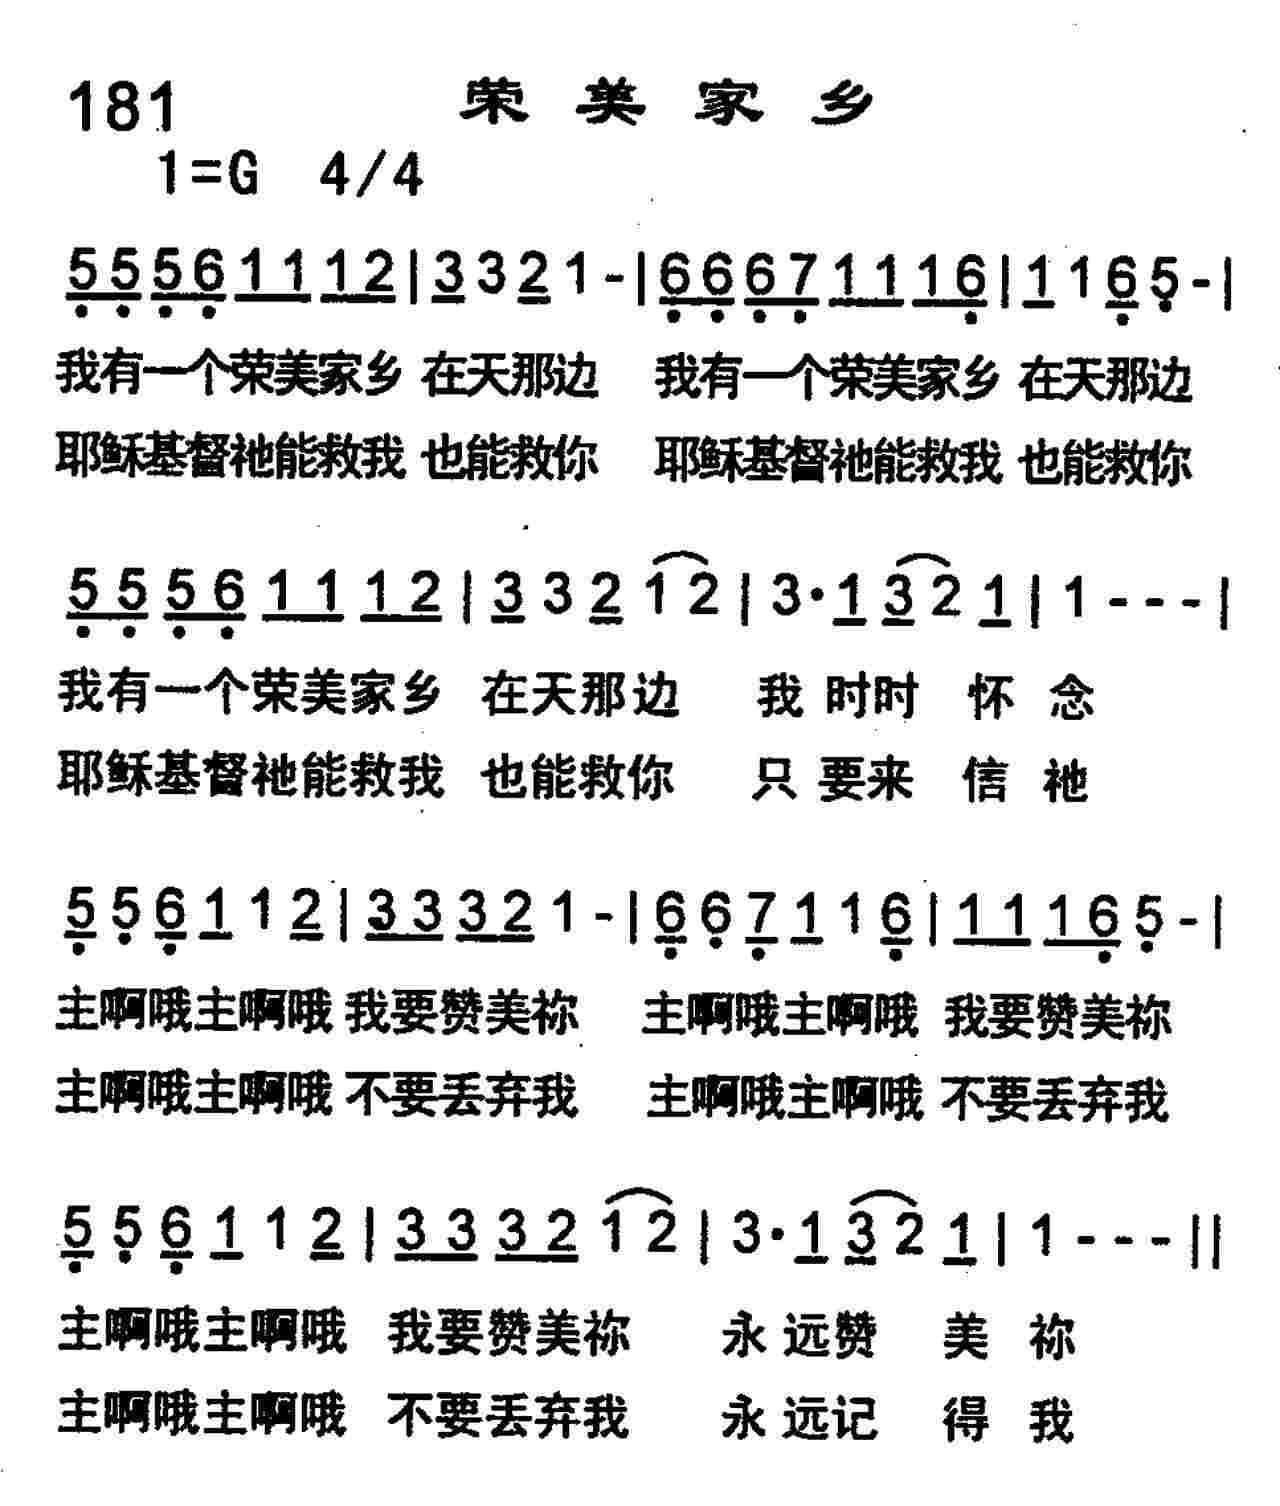 181 荣美家乡
1=G 4/4
5 5 5 6 1 1 1 2 | 3 3 2 1 - | 6 6 6 7 1 1 1 6 | 1 1 6 5 - |
我有一个荣美家乡 在天那边 我有一个荣美家乡 在天那边
耶稣基督祂能救我 也能救你 耶稣基督祂能救我 也能救你
5 5 5 6 1 1 1 2 | 3 3 2 1 2 | 3 · 1 3 2 1 | 1 - - - |
我有一个荣美家乡 在天那边 我 时时 怀 念
耶稣基督祂能救我 也能救你 只 要来 信 祂
5 5 6 1 1 2 | 3 3 3 2 1 - | 6 6 7 1 1 6 | 1 1 1 6 5 - |
主啊哦主啊哦 我要赞美祢 主啊哦主啊哦 我要赞美祢
主啊哦主啊哦 不要丢弃我 主啊哦主啊哦 不要丢弃我
5 5 6 1 1 2 | 3 3 3 2 1 2 | 3 · 1 3 2 1 | 1 - - - ||
主啊哦主啊哦 我要赞美祢 永 远赞 美 祢
主啊哦主啊哦 不要丢弃我 永 远记 得 我